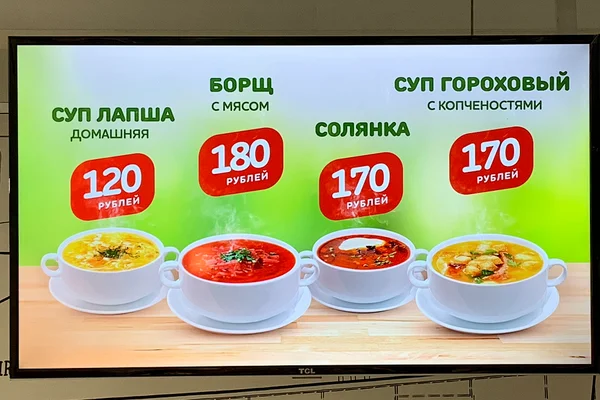 СУП ЛАПША
ДОМАШНЯЯ
120
РУБЛЕЙ
БОРЩ
С МЯСОМ
180
РУБЛЕЙ
СОЛЯНКА
170
РУБЛЕЙ
СУП ГОРОХОВЫЙ
С КОПЧЕНОСТЯМИ
170
РУБЛЕЙ
TCL